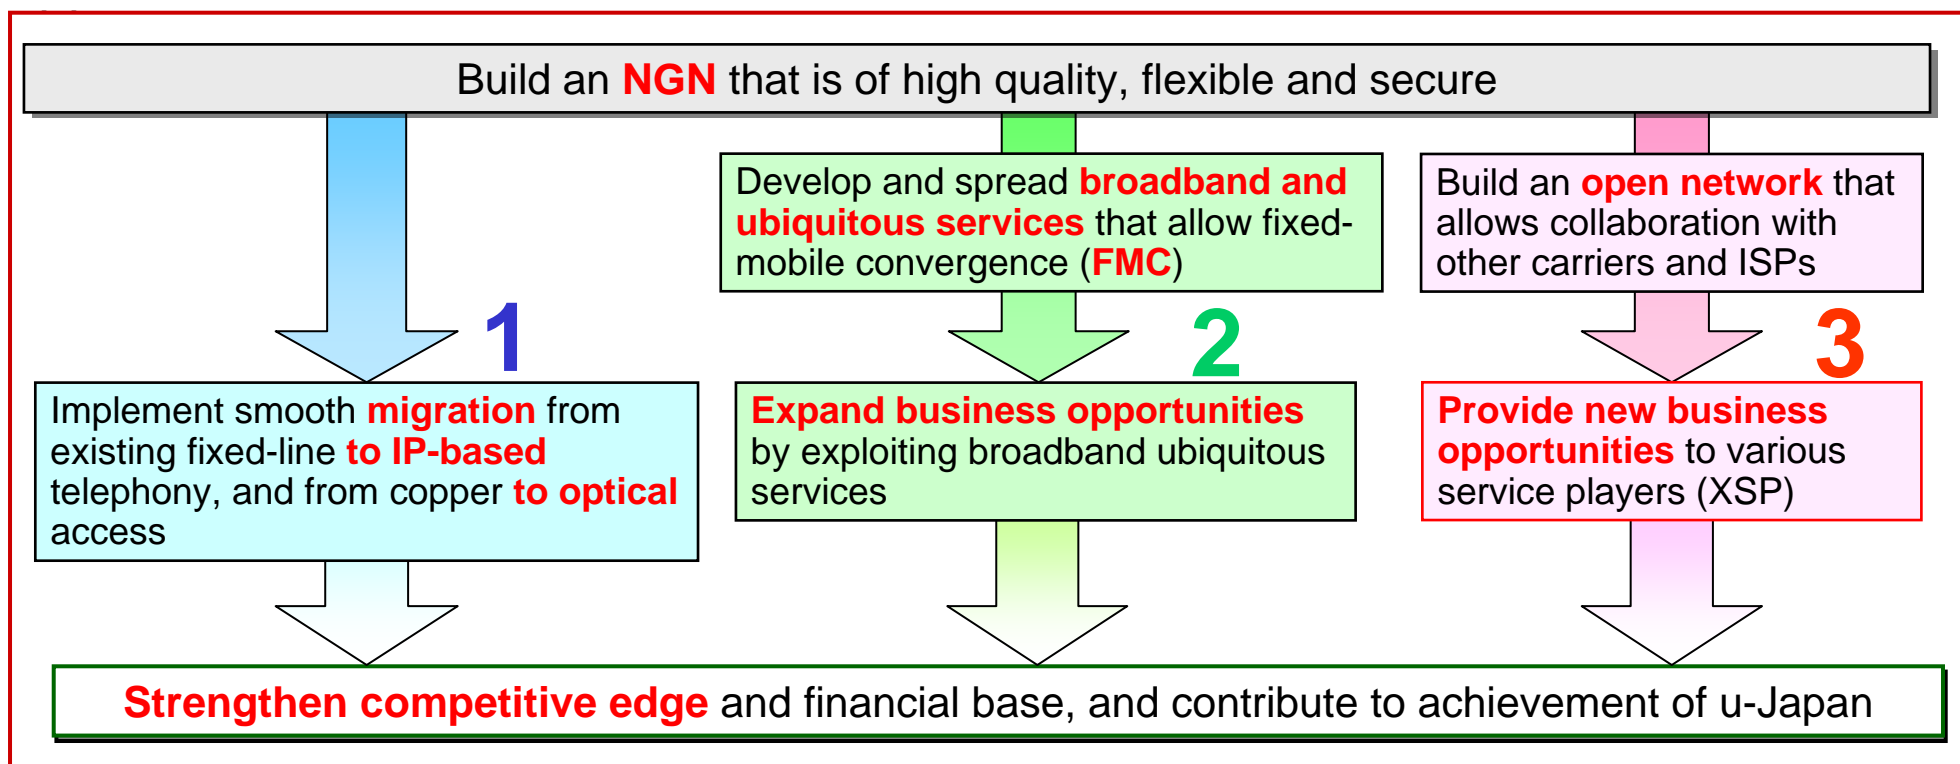 Build an NGN that is of high quality, flexible and secure
Develop and spread broadband and
ubiquitous services that allow fixed-
mobile convergence (FMC)
Build an open network that
allows collaboration with
other carriers and ISPs
1
2
3
Implement smooth migration from
existing fixed-line to IP-based
telephony, and from copper to optical
access
Expand business opportunities
by exploiting broadband ubiquitous
services
Provide new business
opportunities to various
service players (XSP)
Strengthen competitive edge and financial base, and contribute to achievement of u-Japan